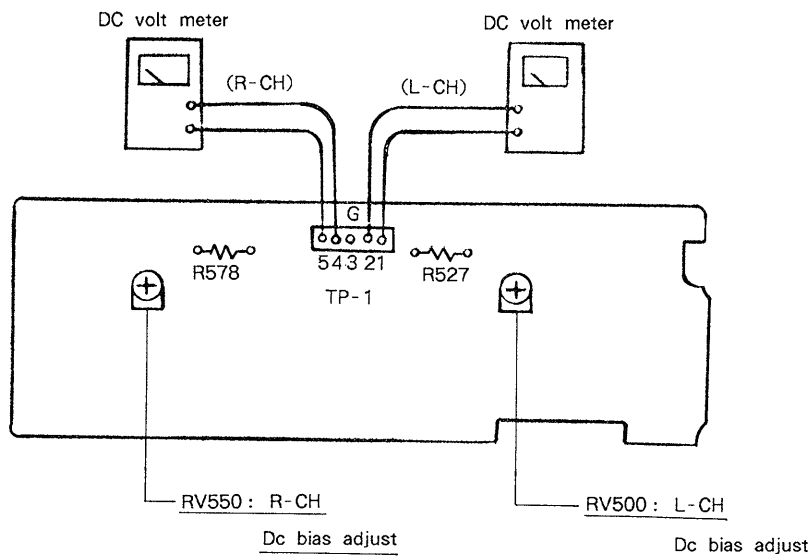 DC volt meter
DC volt meter
(R-CH)
(L-CH)
G
5 4 3 2 1
R578
R527
TP-1
RV550 : R-CH
RV500 : L-CH
Dc bias adjust
Dc bias adjust